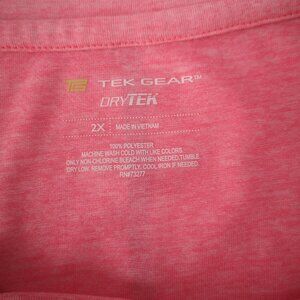 TEK GEAR™
DRYTEK
2X MADE IN VIETNAM
100% POLYESTER
MACHINE WASH COLD WITH LIKE COLORS
ONLY NON CHLORINE BLEACH WHEN NEEDED.TUMBLE
DRY LOW. REMOVE PROMPTLY. COOL IRON IF NEEDED.
RN#73277